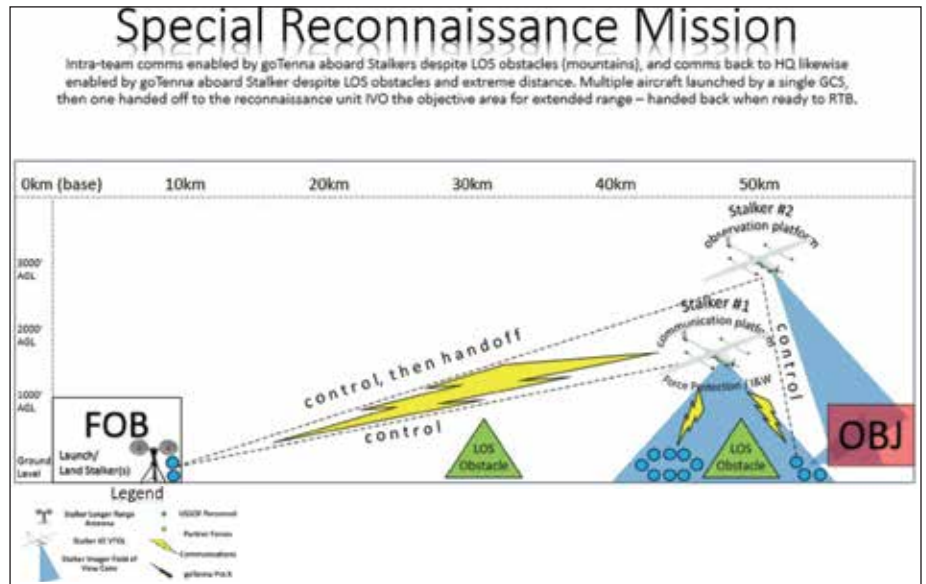 Special Reconnaissance Mission
Intra-team comms enabled by goTenna aboard Stalkers despite LOS obstacles (mountains), and comms back to HQ likewise
enabled by goTenna aboard Stalker despite LOS obstacles and extreme distance. Multiple aircraft launched by a single GCS,
then one handed off to the reconnaissance unit IVO the objective area for extended range – handed back when ready to RTB.
0km (base) 10km 20km 30km 40km 50km
Stalker #2
observation platform
3000'
AGL
Stalker #1
communication platform
2000'
AGL
control, then handoff
control
Force Protection / I&W
1000'
AGL
control
FOB
Launch/
Land Stalker(s)
LOS
Obstacle
LOS
Obstacle
OBJ
Ground
Level
Legend
Stalker Longer Range
Antenna
USSOF Personnel
Stalker XE VTOL
Partner Forces
Stalker Imager Field of
View Cone
Communications
goTenna Pro X